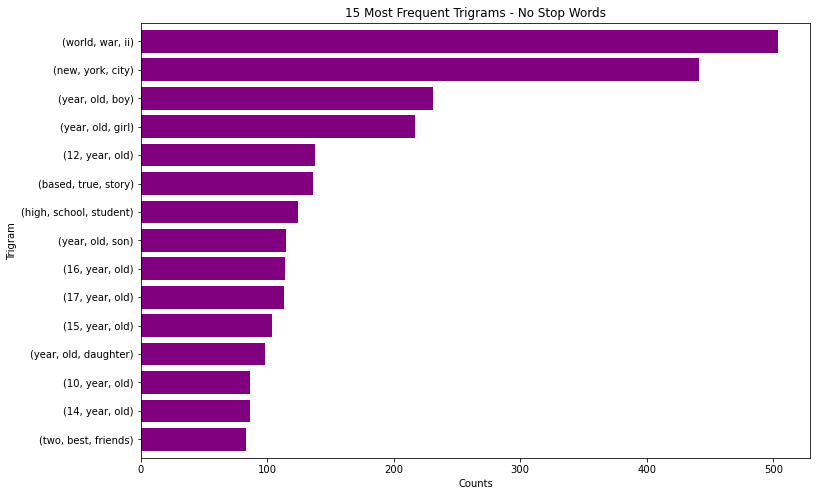 15 Most Frequent Trigrams - No Stop Words
Trigram
(world, war, ii)
(new, york, city)
(year, old, boy)
(year, old, girl)
(12, year, old)
(based, true, story)
(high, school, student)
(year, old, son)
(16, year, old)
(17, year, old)
(15, year, old)
(year, old, daughter)
(10, year, old)
(14, year, old)
(two, best, friends)
0 100 200 300 400 500
Counts